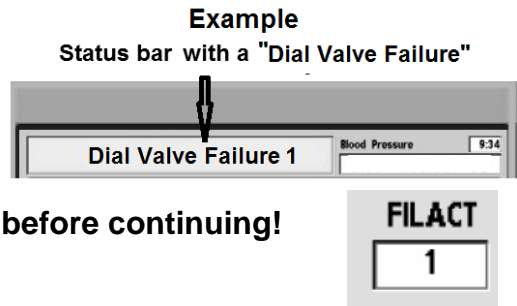 Example
Status bar with a "Dial Valve Failure"
Dial Valve Failure 1
Blood Pressure 9:34
before continuing!
FILACT
1